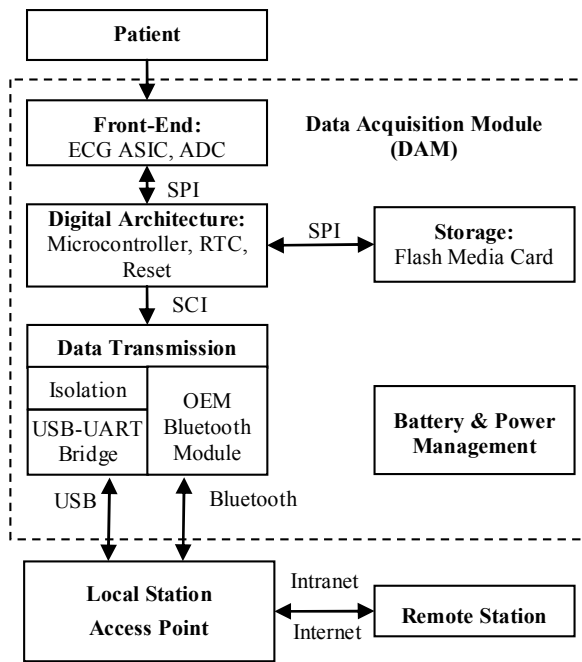 Patient
Front-End:
ECG ASIC, ADC
Data Acquisition Module
(DAM)
SPI
Digital Architecture:
Microcontroller, RTC,
Reset
SPI
Storage:
Flash Media Card
SCI
Data Transmission
Isolation
USB-UART
Bridge
OEM
Bluetooth
Module
Battery & Power
Management
USB
Bluetooth
Local Station
Access Point
Intranet
Internet
Remote Station